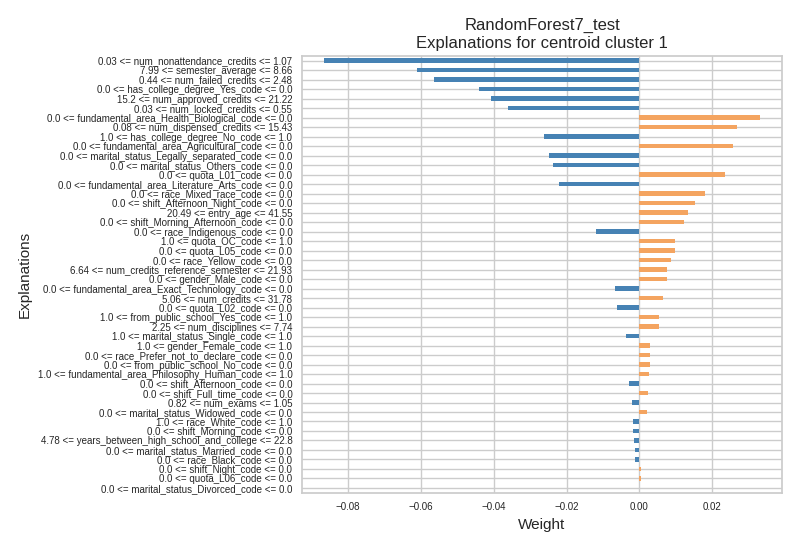 RandomForest7_test
Explanations for centroid cluster 1
0.03 <= num_nonattendance_credits <= 1.07
7.99 <= semester_average <= 8.66
0.44 <= num_failed_credits <= 2.48
0.0 <= has_college_degree_Yes_code <= 0.0
15.2 <= num_approved_credits <= 21.22
0.03 <= num_locked_credits <= 0.55
0.0 <= fundamental_area_Health_Biological_code <= 0.0
0.08 <= num_dispensed_credits <= 15.43
1.0 <= has_college_degree_No_code <= 1.0
0.0 <= fundamental_area_Agricultural_code <= 0.0
0.0 <= marital_status_Legally_separated_code <= 0.0
0.0 <= marital_status_Others_code <= 0.0
0.0 <= quota_L01_code <= 0.0
0.0 <= fundamental_area_Literature_Arts_code <= 0.0
0.0 <= race_Mixed_race_code <= 0.0
0.0 <= shift_Afternoon_Night_code <= 0.0
20.49 <= entry_age <= 41.55
0.0 <= shift_Morning_Afternoon_code <= 0.0
0.0 <= race_Indigenous_code <= 0.0
1.0 <= quota_OC_code <= 1.0
0.0 <= quota_L05_code <= 0.0
0.0 <= race_Yellow_code <= 0.0
6.64 <= num_credits_reference_semester <= 21.93
0.0 <= gender_Male_code <= 0.0
0.0 <= fundamental_area_Exact_Technology_code <= 0.0
5.06 <= num_credits <= 31.78
0.0 <= quota_L02_code <= 0.0
1.0 <= from_public_school_Yes_code <= 1.0
2.25 <= num_disciplines <= 7.74
1.0 <= marital_status_Single_code <= 1.0
1.0 <= gender_Female_code <= 1.0
0.0 <= race_Prefer_not_to_declare_code <= 0.0
0.0 <= from_public_school_No_code <= 0.0
1.0 <= fundamental_area_Philosophy_Human_code <= 1.0
0.0 <= shift_Afternoon_code <= 0.0
0.0 <= shift_Full_time_code <= 0.0
0.82 <= num_exams <= 1.05
0.0 <= marital_status_Widowed_code <= 0.0
1.0 <= race_White_code <= 1.0
0.0 <= shift_Morning_code <= 0.0
4.78 <= years_between_high_school_and_college <= 22.8
0.0 <= marital_status_Married_code <= 0.0
0.0 <= race_Black_code <= 0.0
0.0 <= shift_Night_code <= 0.0
0.0 <= quota_L06_code <= 0.0
0.0 <= marital_status_Divorced_code <= 0.0
Explanations
−0.08 −0.06 −0.04 −0.02 0.00 0.02
Weight